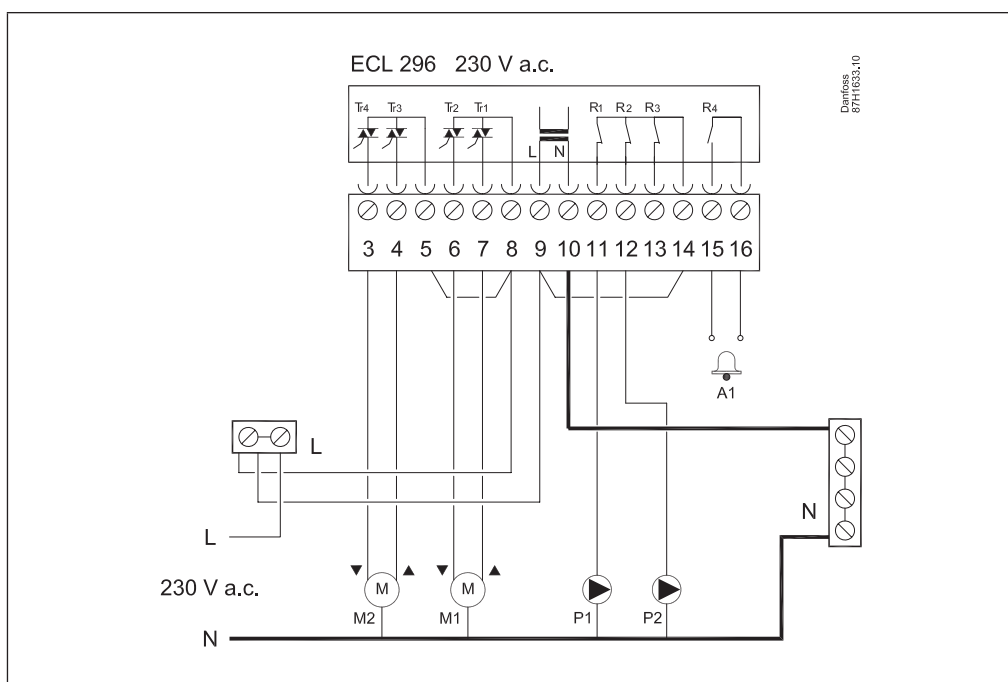 ECL 296 230 V a.c.
Danfoss
87H1633.10
Tr4 Tr3 Tr2 Tr1 R1 R2 R3 R4
L N
3 4 5 6 7 8 9 10 11 12 13 14 15 16
A1
L
N
L
230 V a.c.
M M
M2 M1 P1 P2
N